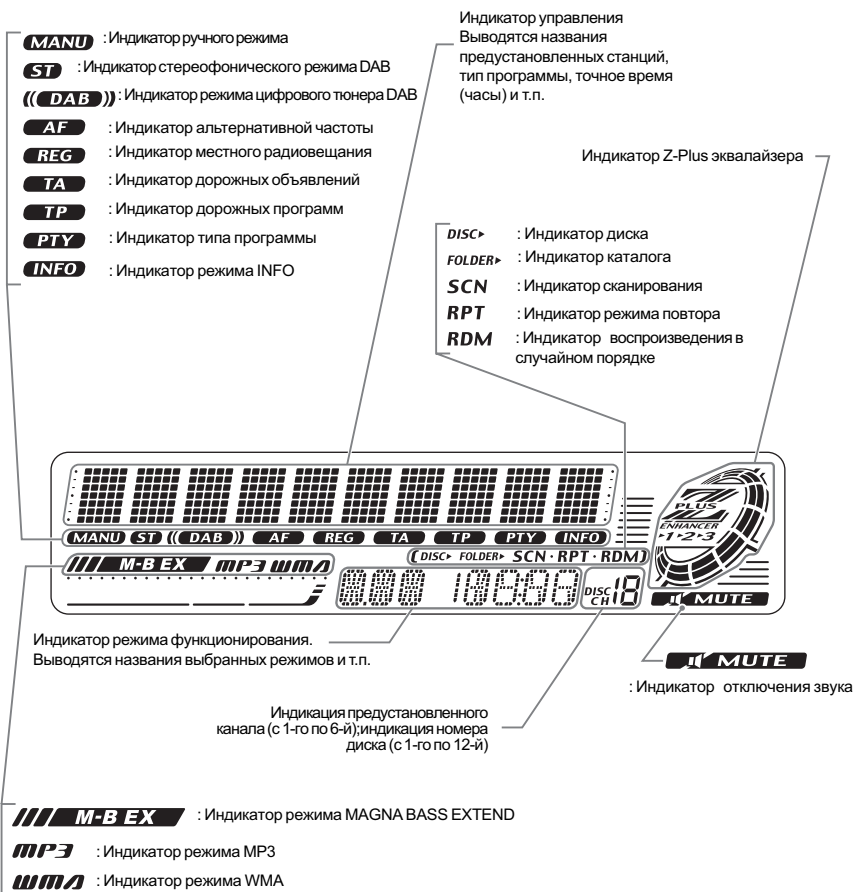 MANU : Индикатор ручного режима
ST : Индикатор стереофонического режима DAB
((( DAB ))) : Индикатор режима цифрового тюнера DAB
AF : Индикатор альтернативной частоты
REG : Индикатор местного радиовещания
TA : Индикатор дорожных объявлений
TP : Индикатор дорожных программ
PTY : Индикатор типа программы
INFO : Индикатор режима INFO
Индикатор управления
Выводятся названия
предустановленных станций,
тип программы, точное время
(часы) и т.п.
Индикатор Z-Plus эквалайзера
DISC : Индикатор диска
FOLDER : Индикатор каталога
SCN : Индикатор сканирования
RPT : Индикатор режима повтора
RDM : Индикатор воспроизведения в
случайном порядке
Z
PLUS
ENHANCER
1 2 3
MANU ST (( DAB )) AF REG TA TP PTY INFO
M-B EX MP3 WMA
DISC FOLDER SCN · RPT · RDM
DISC
CH 18
MUTE
Индикатор режима функционирования.
Выводятся названия выбранных режимов и т.п.
MUTE
: Индикатор отключения звука
Индикация предустановленного
канала (с 1-го по 6-й);индикация номера
диска (с 1-го по 12-й)
M-B EX : Индикатор режима MAGNA BASS EXTEND
MP3 : Индикатор режима MP3
WMA : Индикатор режима WMA